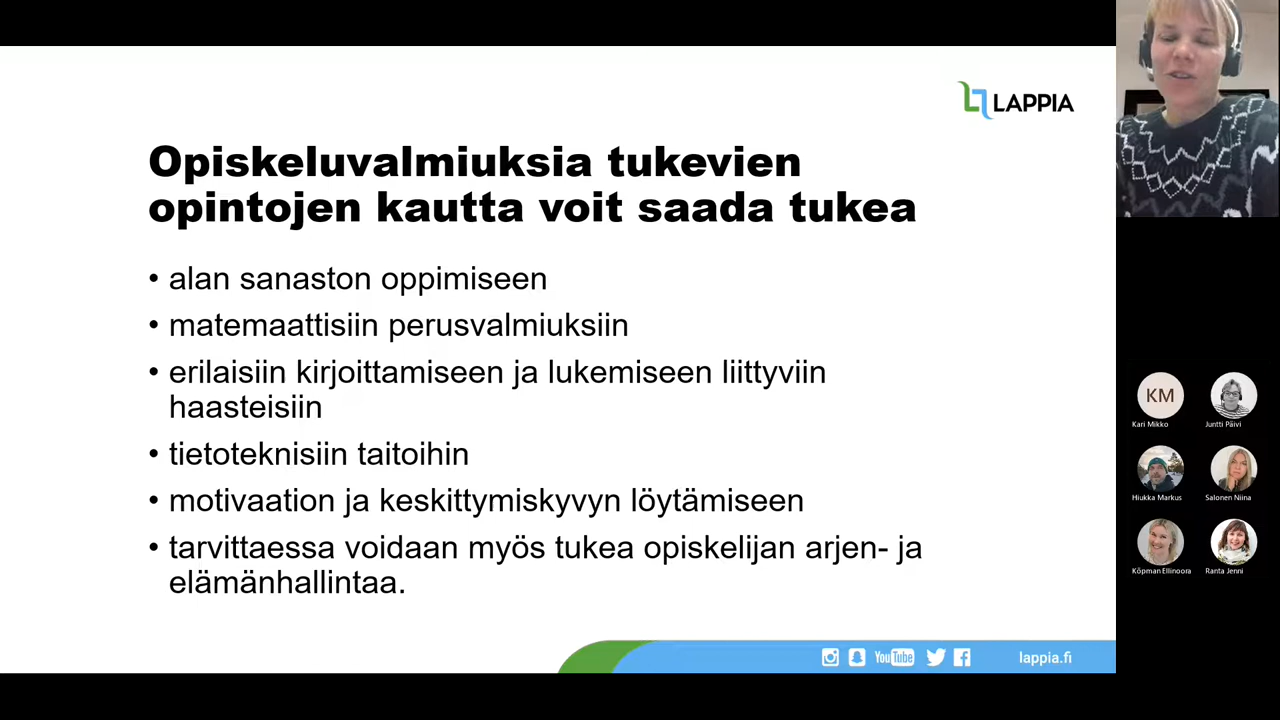 LAPPIA
Opiskeluvalmiuksia tukevien
opintojen kautta voit saada tukea
• alan sanaston oppimiseen
• matemaattisiin perusvalmiuksiin
• erilaisiin kirjoittamiseen ja lukemiseen liittyviin
haasteisiin
• tietoteknisiin taitoihin
• motivaation ja keskittymiskyvyn löytämiseen
• tarvittaessa voidaan myös tukea opiskelijan arjen- ja
elämänhallintaa.
YouTube
lappia.fi
KM
Kari Mikko
Juntti Päivi
Hiukka Markus
Salonen Niina
Köpman Ellinoora
Ranta Jenni